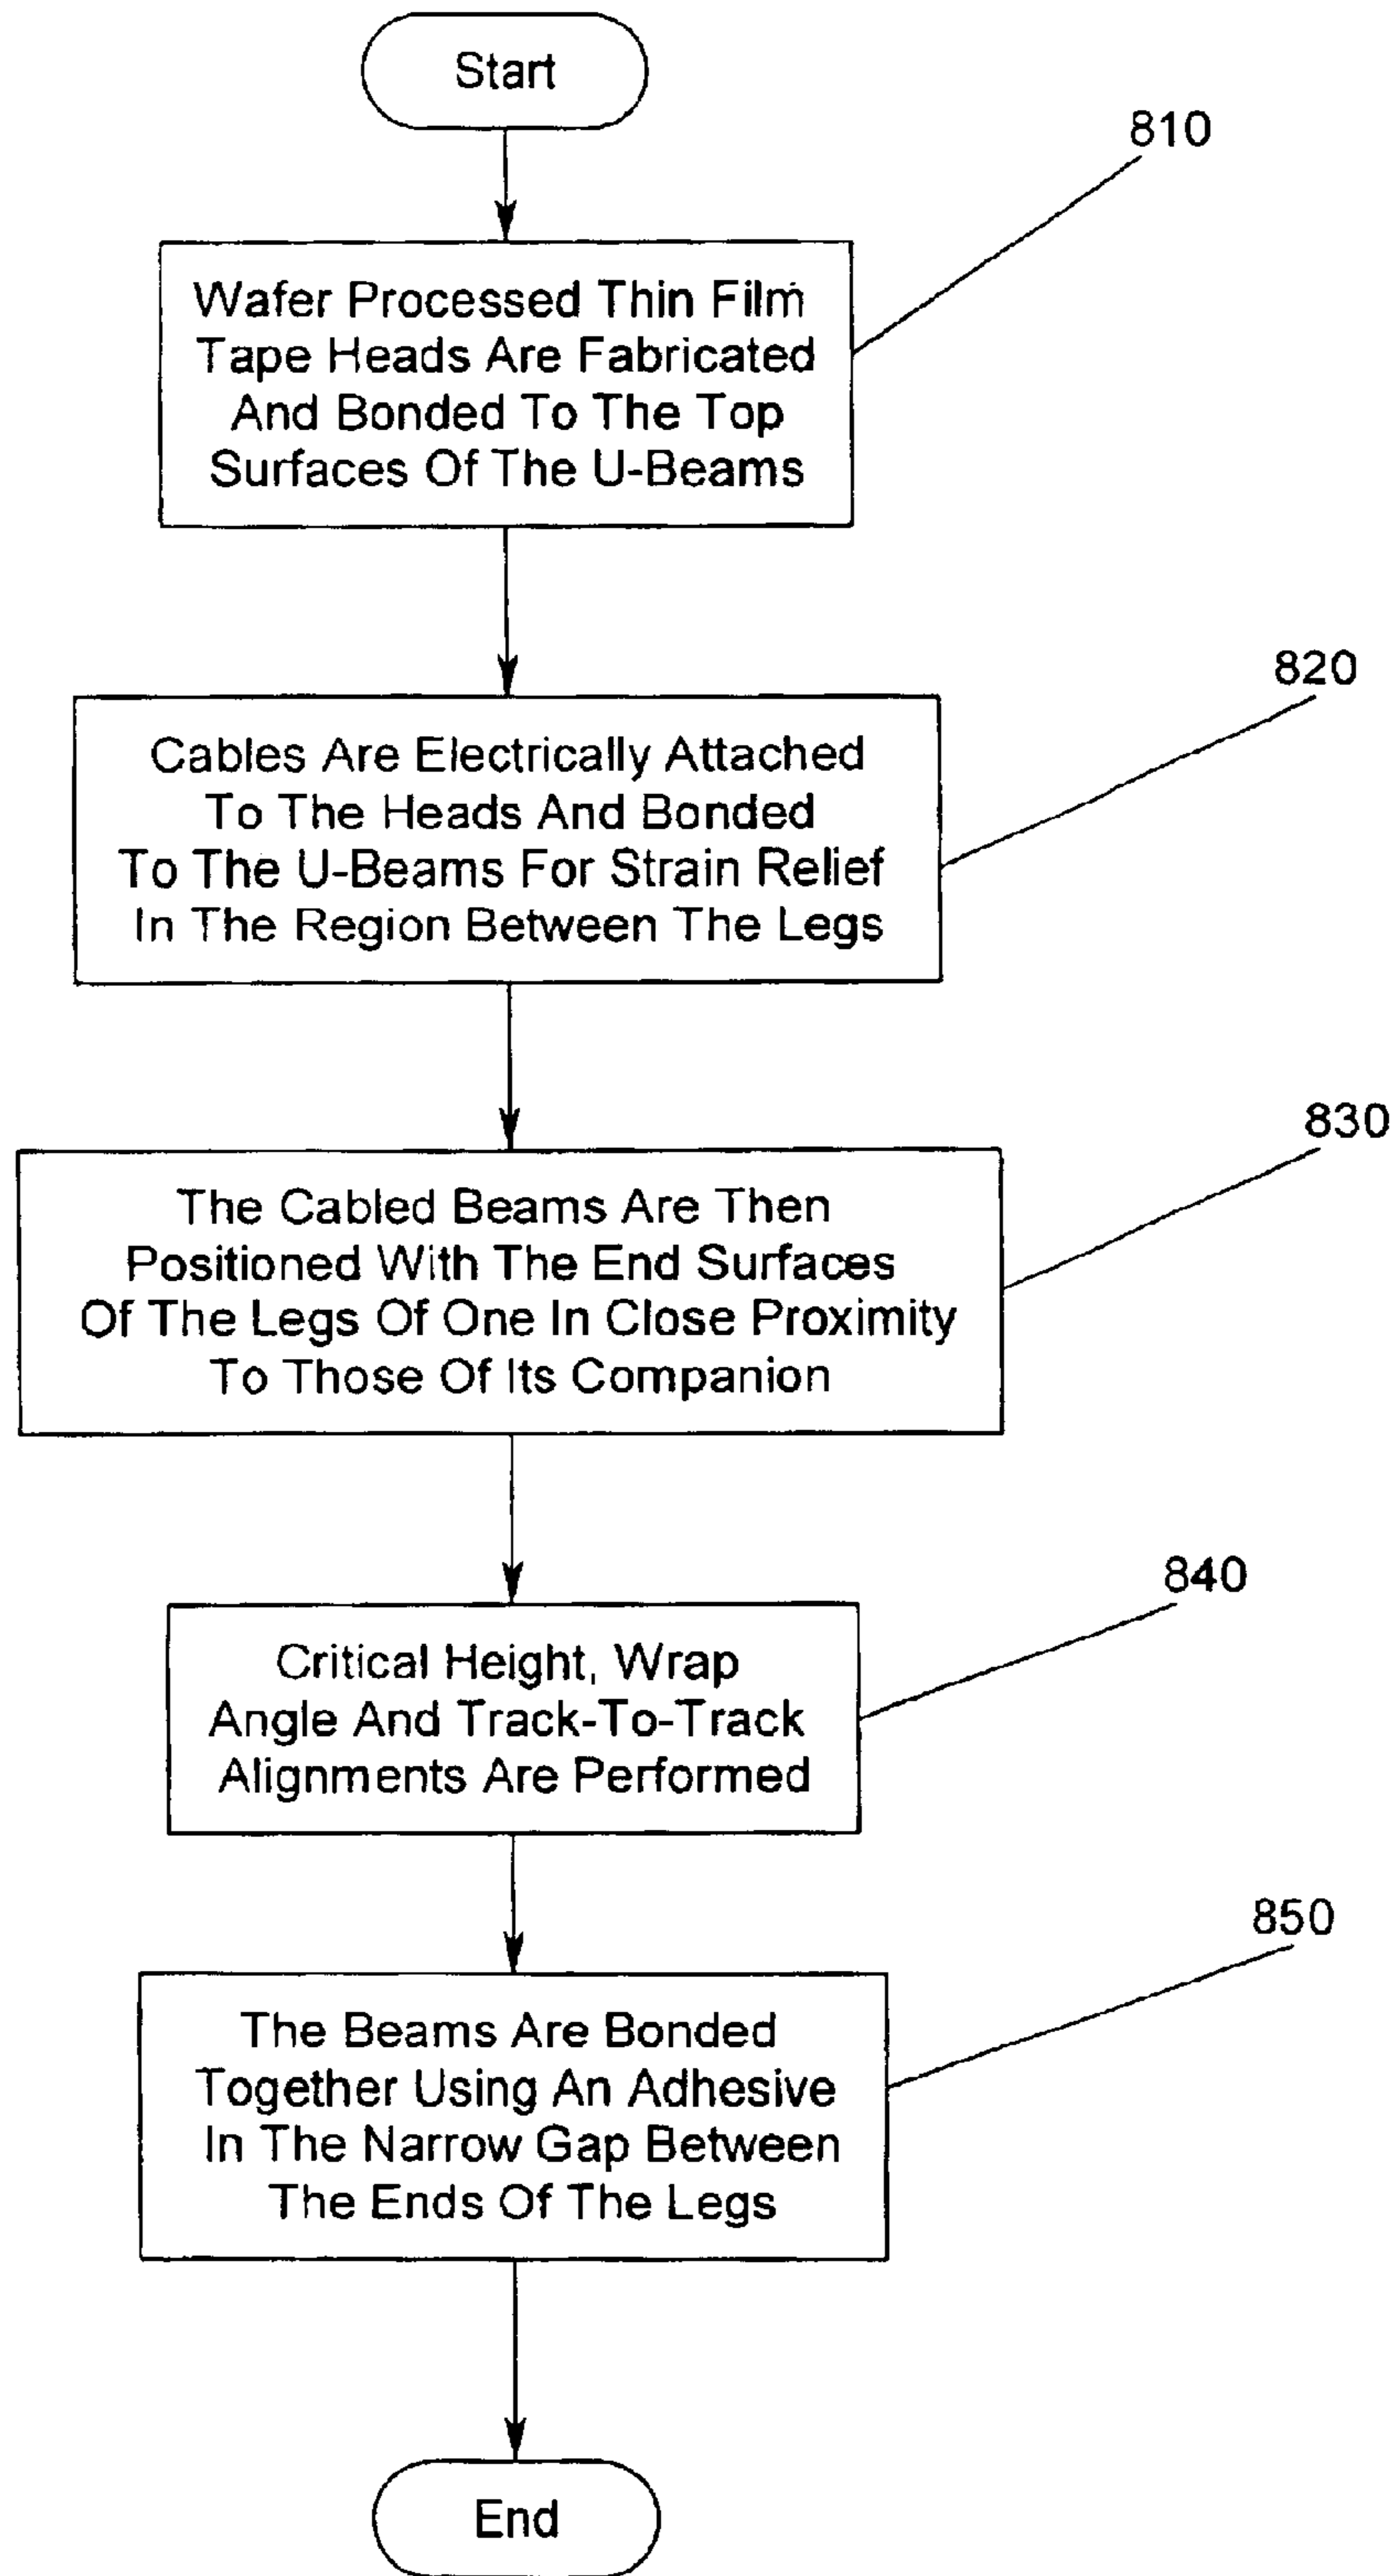 Start
810
Wafer Processed Thin Film
Tape Heads Are Fabricated
And Bonded To The Top
Surfaces Of The U-Beams
820
Cables Are Electrically Attached
To The Heads And Bonded
To The U-Beams For Strain Relief
In The Region Between The Legs
830
The Cabled Beams Are Then
Positioned With The End Surfaces
Of The Legs Of One In Close Proximity
To Those Of Its Companion
840
Critical Height, Wrap
Angle And Track-To-Track
Alignments Are Performed
850
The Beams Are Bonded
Together Using An Adhesive
In The Narrow Gap Between
The Ends Of The Legs
End